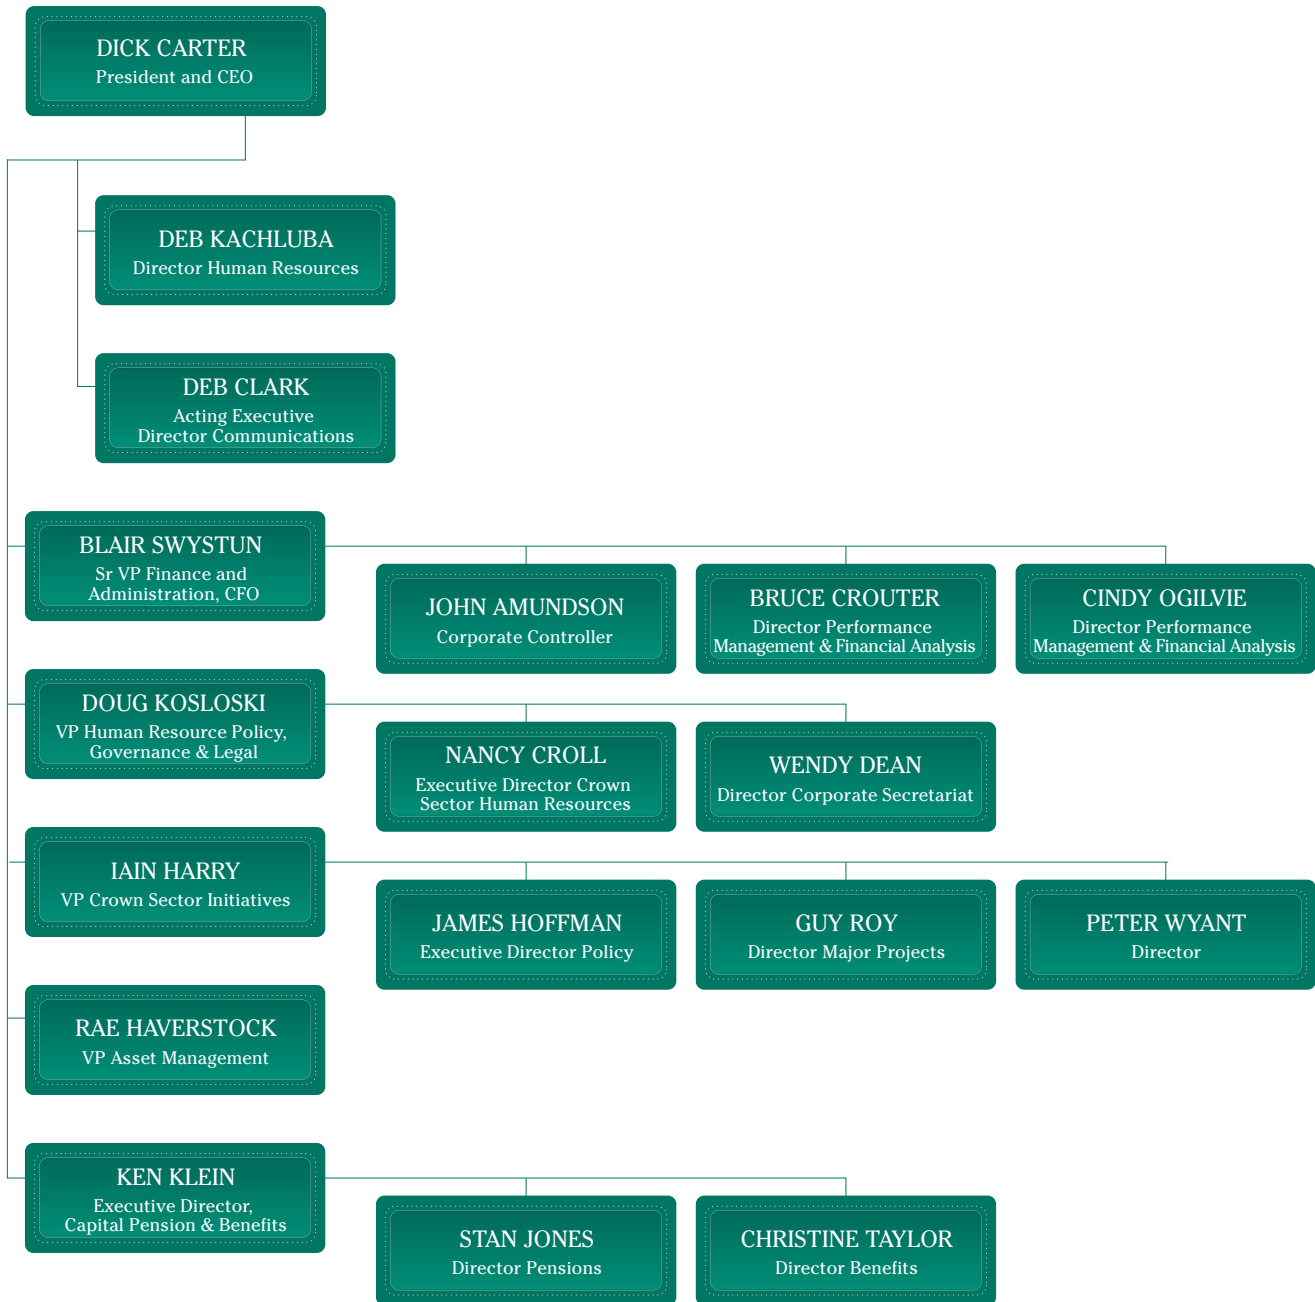 DICK CARTER
President and CEO
DEB KACHLUBA
Director Human Resources
DEB CLARK
Acting Executive
Director Communications
BLAIR SWYSTUN
Sr VP Finance and
Administration, CFO
JOHN AMUNDSON
Corporate Controller
BRUCE CROUTER
Director Performance
Management & Financial Analysis
CINDY OGILVIE
Director Performance
Management & Financial Analysis
DOUG KOSLOSKI
VP Human Resource Policy,
Governance & Legal
NANCY CROLL
Executive Director Crown
Sector Human Resources
WENDY DEAN
Director Corporate Secretariat
IAIN HARRY
VP Crown Sector Initiatives
JAMES HOFFMAN
Executive Director Policy
GUY ROY
Director Major Projects
PETER WYANT
Director
RAE HAVERSTOCK
VP Asset Management
KEN KLEIN
Executive Director,
Capital Pension & Benefits
STAN JONES
Director Pensions
CHRISTINE TAYLOR
Director Benefits